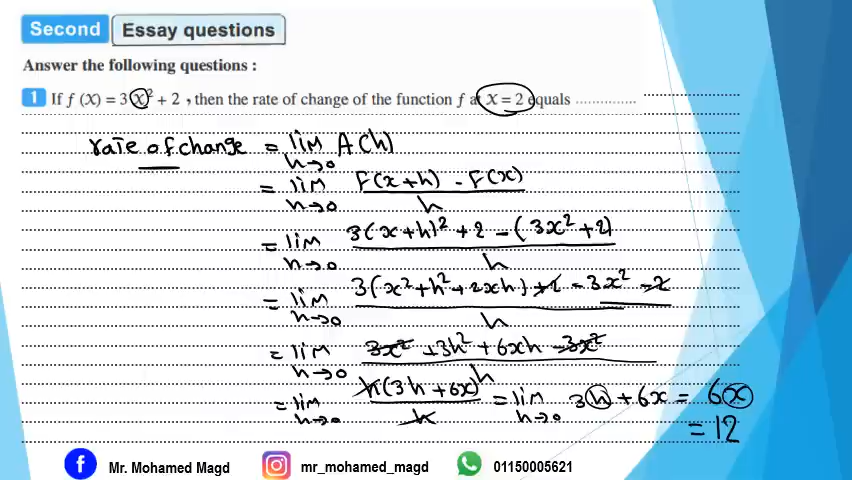 Second Essay questions
Answer the following questions :
1 If f (X) = 3 X² + 2 , then the rate of change of the function f at X = 2 equals ...............
rate of change = lim h→0 A(h)
= lim h→0 F(x+h) - F(x) / h
= lim h→0 3(x+h)² + 2 - (3x² + 2) / h
= lim h→0 3(x² + h² + 2xh) + 2 - 3x² - 2 / h
= lim h→0 3x² + 3h² + 6xh - 3x² / h
= lim h→0 h(3h + 6x) / h = lim h→0 3h + 6x = 6x
= 12
Mr. Mohamed Magd mr_mohamed_magd 01150005621